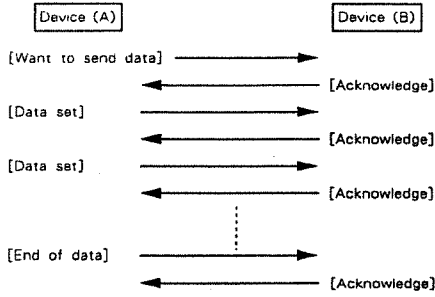 Device (A)
Device (B)
[Want to send data]
[Acknowledge]
[Data set]
[Acknowledge]
[Data set]
[Acknowledge]
[End of data]
[Acknowledge]